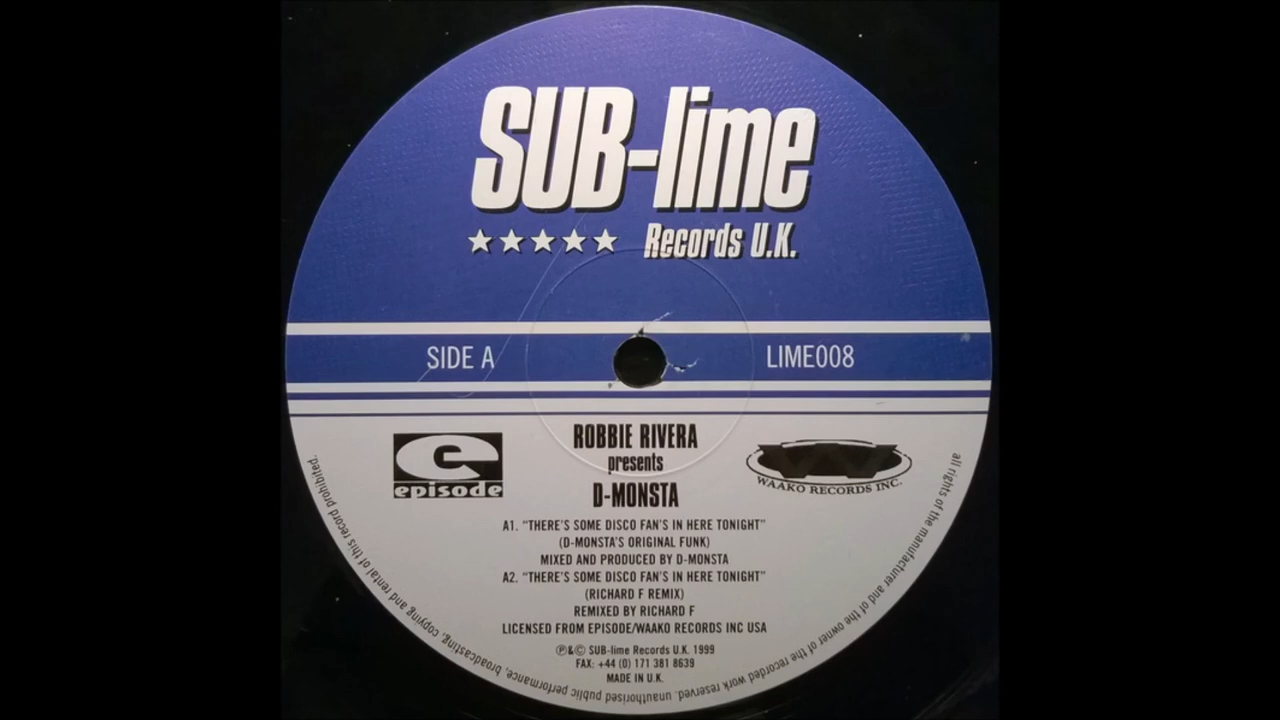 SUB-lime
Records U.K.
SIDE A
LIME008
e
episode
ROBBIE RIVERA
presents
D-MONSTA
W
WAAKO RECORDS INC.
A1. “THERE'S SOME DISCO FAN'S IN HERE TONIGHT”
(D-MONSTA'S ORIGINAL FUNK)
MIXED AND PRODUCED BY D-MONSTA
A2. “THERE'S SOME DISCO FAN'S IN HERE TONIGHT”
(RICHARD F REMIX)
REMIXED BY RICHARD F
LICENSED FROM EPISODE/WAAKO RECORDS INC USA
℗&© SUB-lime Records U.K. 1999
FAX: +44 (0) 171 381 8639
MADE IN U.K.
all rights of the manufacturer and of the owner of the recorded work reserved. unauthorised public performance, broadcasting, copying and rental of this record prohibited.